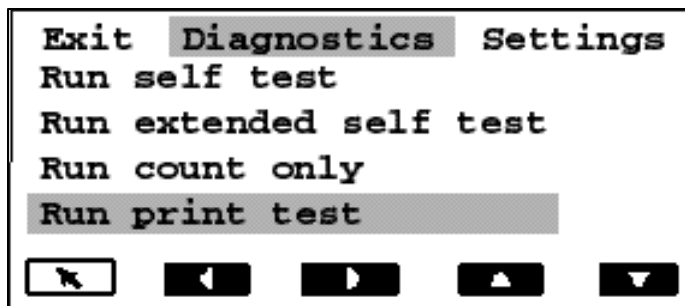 Exit Diagnostics Settings
Run self test
Run extended self test
Run count only
Run print test